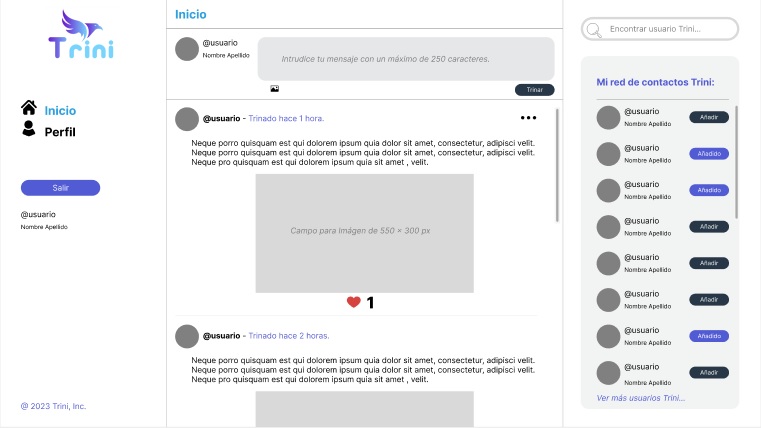 Trini
Inicio
Perfil
Salir
@usuario
Nombre Apellido
@ 2023 Trini, Inc.
Inicio
@usuario
Nombre Apellido
Intrudice tu mensaje con un máximo de 250 caracteres.
Trinar
@usuario - Trinado hace 1 hora.
Neque porro quisquam est qui dolorem ipsum quia dolor sit amet, consectetur, adipisci velit.
Neque porro quisquam est qui dolorem ipsum quia dolor sit amet, consectetur, adipisci velit.
Neque pro quisquam est qui dolorem ipsum quia sit amet , velit.
Campo para Imágen de 550 x 300 px
1
@usuario - Trinado hace 2 horas.
Neque porro quisquam est qui dolorem ipsum quia dolor sit amet, consectetur, adipisci velit.
Neque porro quisquam est qui dolorem ipsum quia dolor sit amet, consectetur, adipisci velit.
Neque pro quisquam est qui dolorem ipsum quia sit amet , velit.
Encontrar usuario Trini...
Mi red de contactos Trini:
@usuario
Nombre Apellido
Añadir
@usuario
Nombre Apellido
Añadido
@usuario
Nombre Apellido
Añadido
@usuario
Nombre Apellido
Añadir
@usuario
Nombre Apellido
Añadir
@usuario
Nombre Apellido
Añadir
@usuario
Nombre Apellido
Añadido
@usuario
Nombre Apellido
Añadir
Ver más usuarios Trini...